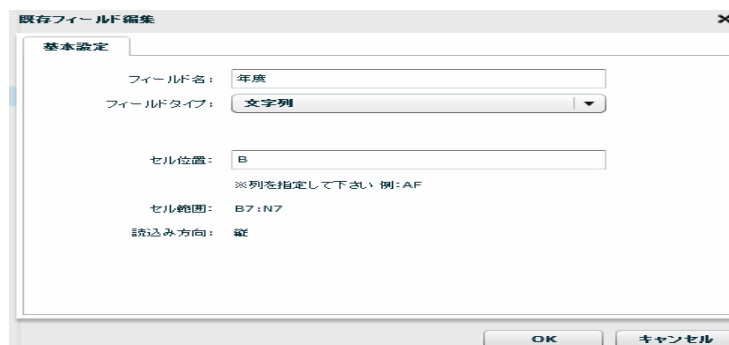 既存フィールド編集
基本設定
フィールド名:
年度
フィールドタイプ:
文字列
セル位置:
B
※列を指定して下さい 例:AF
セル範囲:
B7:N7
読込み方向:
縦
OK
キャンセル